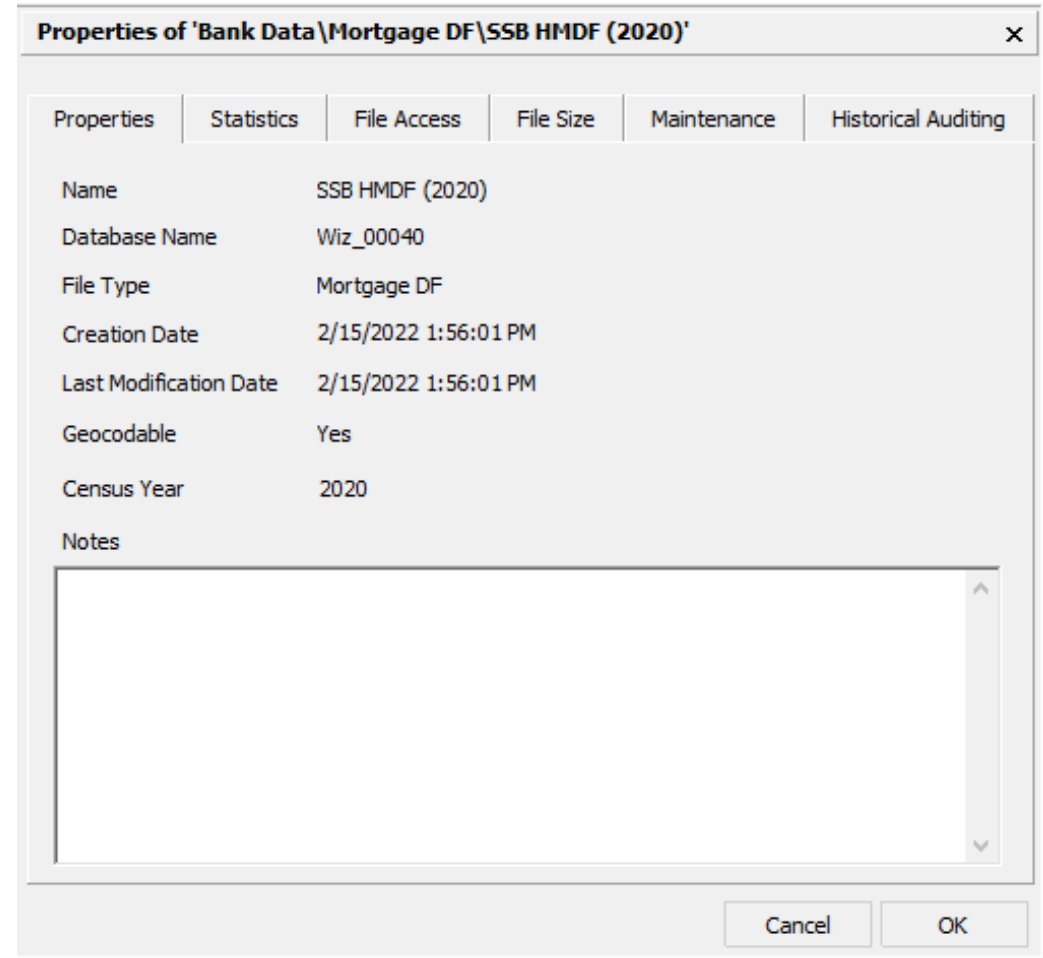 Properties of 'Bank Data\Mortgage DF\SSB HMDF (2020)'
Properties Statistics File Access File Size Maintenance Historical Auditing
Name SSB HMDF (2020)
Database Name Wiz_00040
File Type Mortgage DF
Creation Date 2/15/2022 1:56:01 PM
Last Modification Date 2/15/2022 1:56:01 PM
Geocodable Yes
Census Year 2020
Notes
Cancel OK